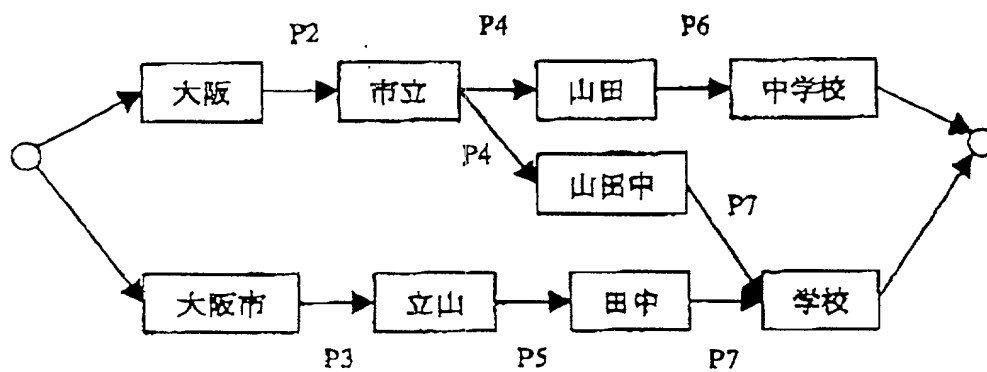 P2 P4 P6
大阪 市立 山田 中学校
P4 山田中 P7
大阪市 立山 田中 学校
P3 P5 P7